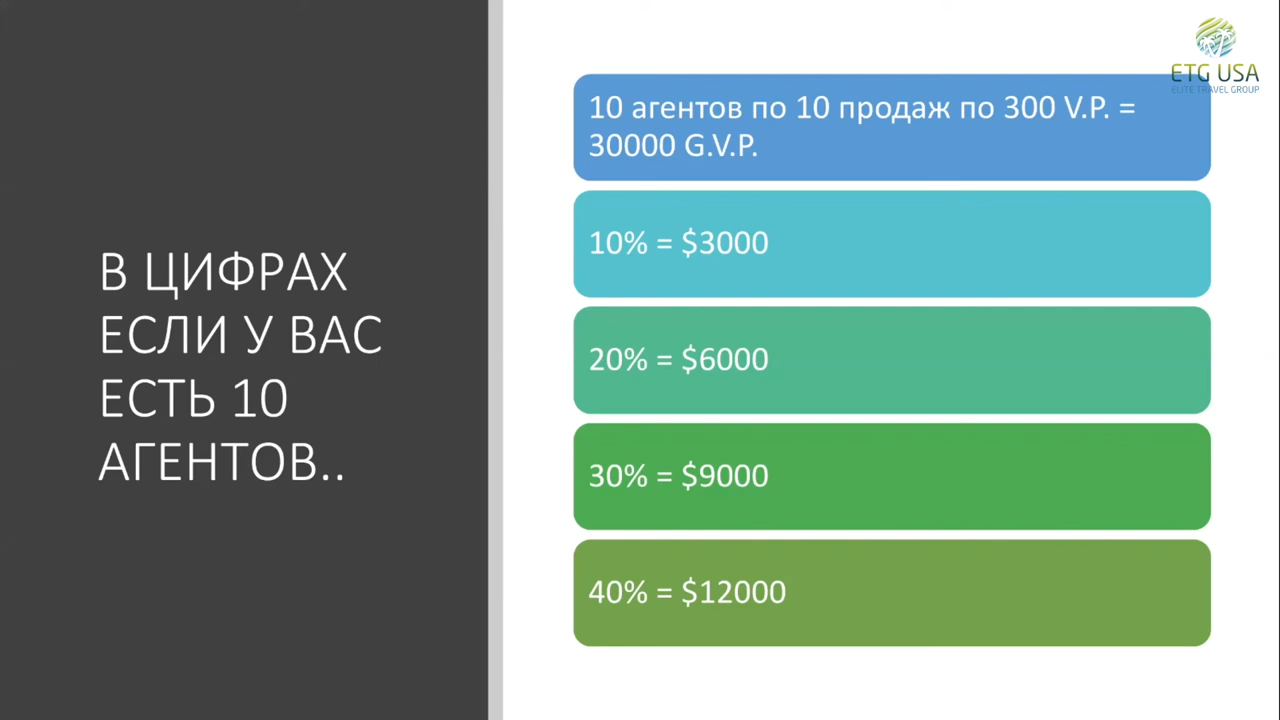 ETG USA
ELITE TRAVEL GROUP
В ЦИФРАХ
ЕСЛИ У ВАС
ЕСТЬ 10
АГЕНТОВ..
10 агентов по 10 продаж по 300 V.P. =
30000 G.V.P.
10% = $3000
20% = $6000
30% = $9000
40% = $12000